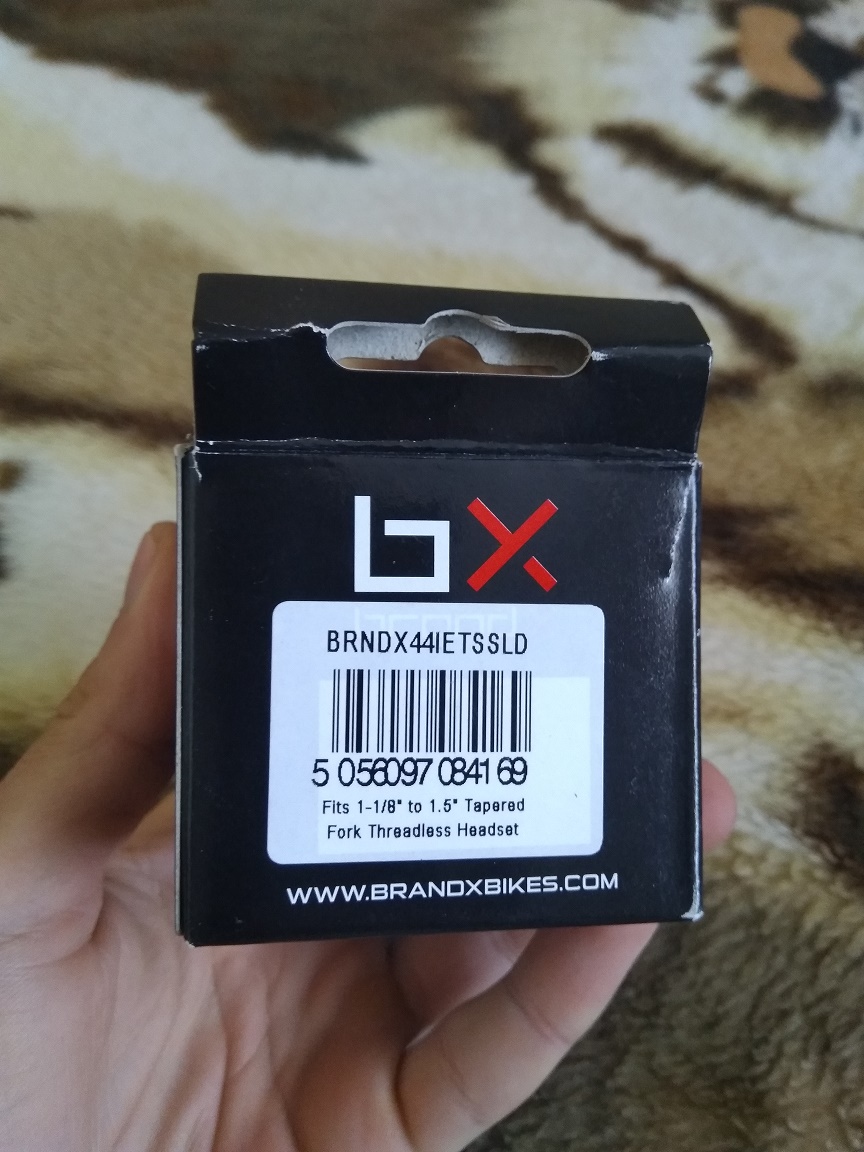 bx
BRNDX44IETSSLD
5 056097 084169
Fits 1-1/8" to 1.5" Tapered
Fork Threadless Headset
WWW.BRANDXBIKES.COM